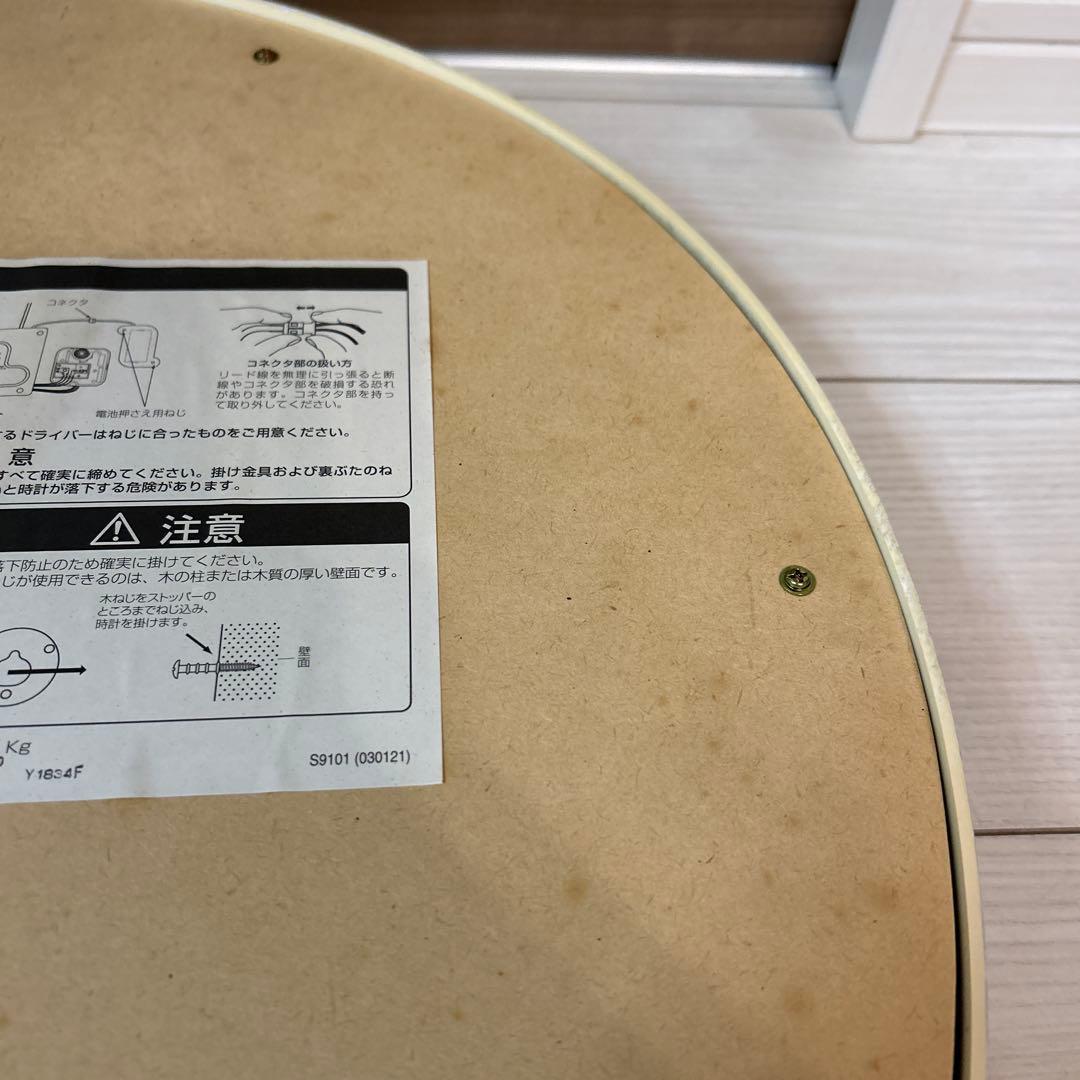 コネクタ
コネクタ部の扱い方
リード線を無理に引っ張ると断
線やコネクタ部を破損する恐れ
があります。コネクタ部を持っ
て取り外してください。
電池押さえ用ねじ
るドライバーはねじに合ったものをご用意ください。
意
すべて確実に締めてください。掛け金具および裏ぶたのね
と時計が落下する危険があります。
注意
落下防止のため確実に掛けてください。
じが使用できるのは、木の柱または木質の厚い壁面です。
木ねじをストッパーの
ところまでねじ込み、
時計を掛けます。
壁面
Kg
Y1834F
S9101 (030121)